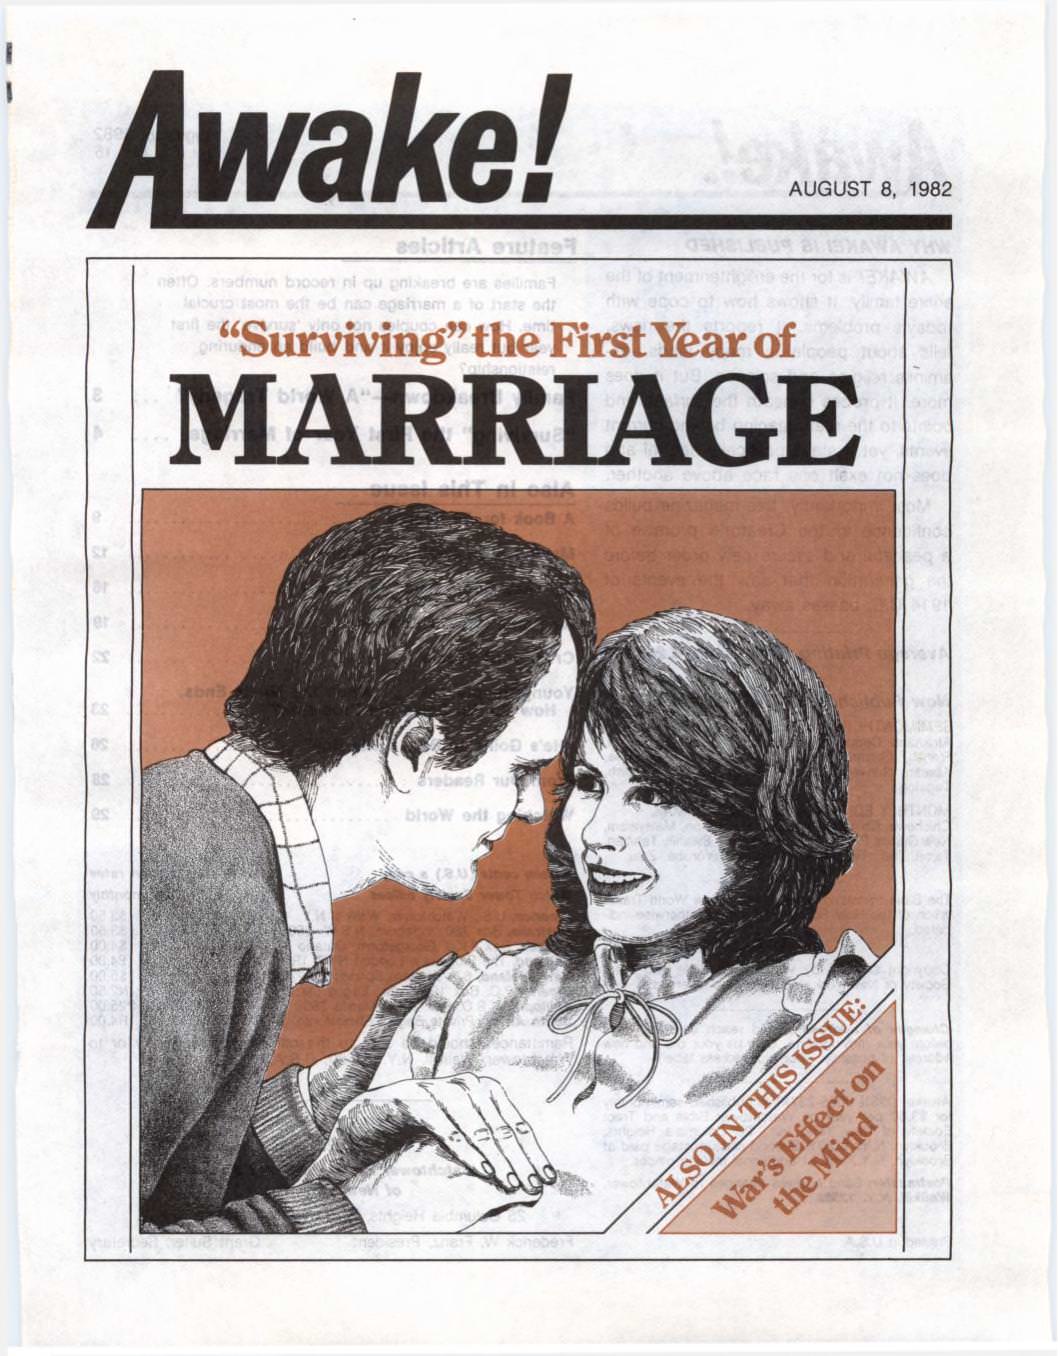 Awake!
AUGUST 8, 1982
“Surviving” the First Year of
MARRIAGE
ALSO IN THIS ISSUE:
War's Effect on
the Mind